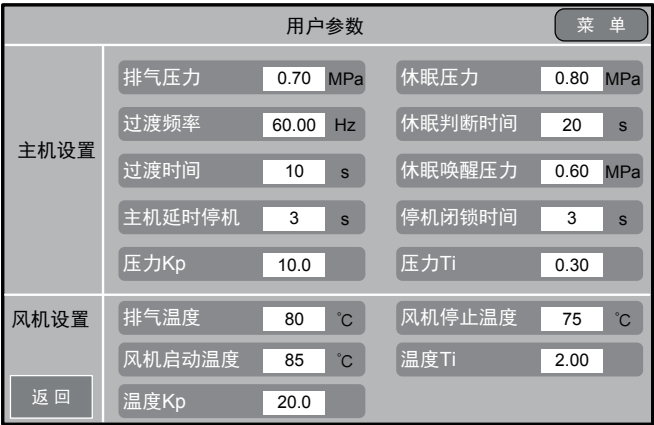 用户参数 菜 单
排气压力 0.70 MPa 休眠压力 0.80 MPa
过渡频率 60.00 Hz 休眠判断时间 20 s
主机设置
过渡时间 10 s 休眠唤醒压力 0.60 MPa
主机延时停机 3 s 停机闭锁时间 3 s
压力Kp 10.0 压力Ti 0.30
风机设置 排气温度 80 ℃ 风机停止温度 75 ℃
风机启动温度 85 ℃ 温度Ti 2.00
返 回 温度Kp 20.0